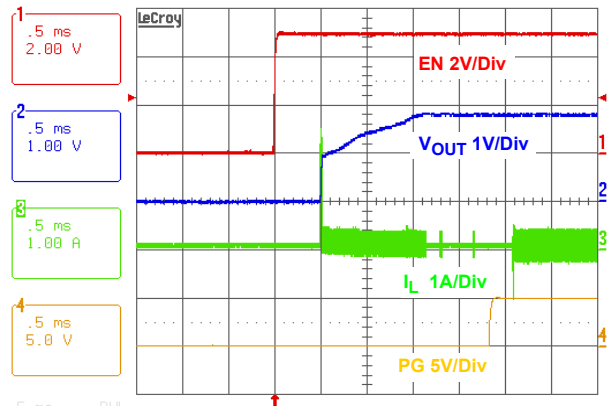 1
.5 ms
2.00 V
2
.5 ms
1.00 V
3
.5 ms
1.00 A
4
.5 ms
5.0 V
LeCroy
EN 2V/Div
VOUT 1V/Div
IL 1A/Div
PG 5V/Div
1
2
3
4